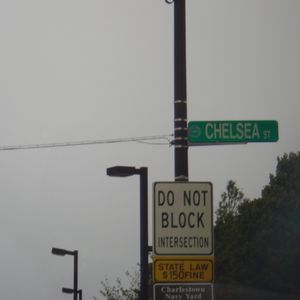 CHELSEA ST
DO NOT
BLOCK
INTERSECTION
STATE LAW
$150 FINE
Charlestown
Navy Yard